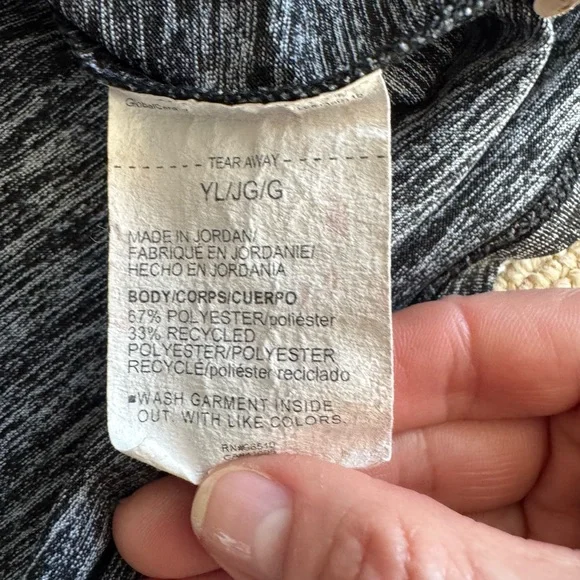 - - - - - TEAR AWAY - - - - -
YL/JG/G
MADE IN JORDAN/
FABRIQUÉ EN JORDANIE/
HECHO EN JORDANIA
BODY/CORPS/CUERPO
67% POLYESTER/poliéster
33% RECYCLED
POLYESTER/POLYESTER
RECYCLE/poliéster reciclado
■WASH GARMENT INSIDE
OUT. WITH LIKE COLORS.